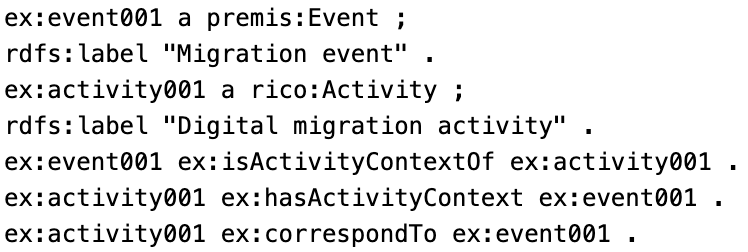 ex:event001 a premis:Event ;
rdfs:label "Migration event" .
ex:activity001 a rico:Activity ;
rdfs:label "Digital migration activity" .
ex:event001 ex:isActivityContextOf ex:activity001 .
ex:activity001 ex:hasActivityContext ex:event001 .
ex:activity001 ex:correspondTo ex:event001 .